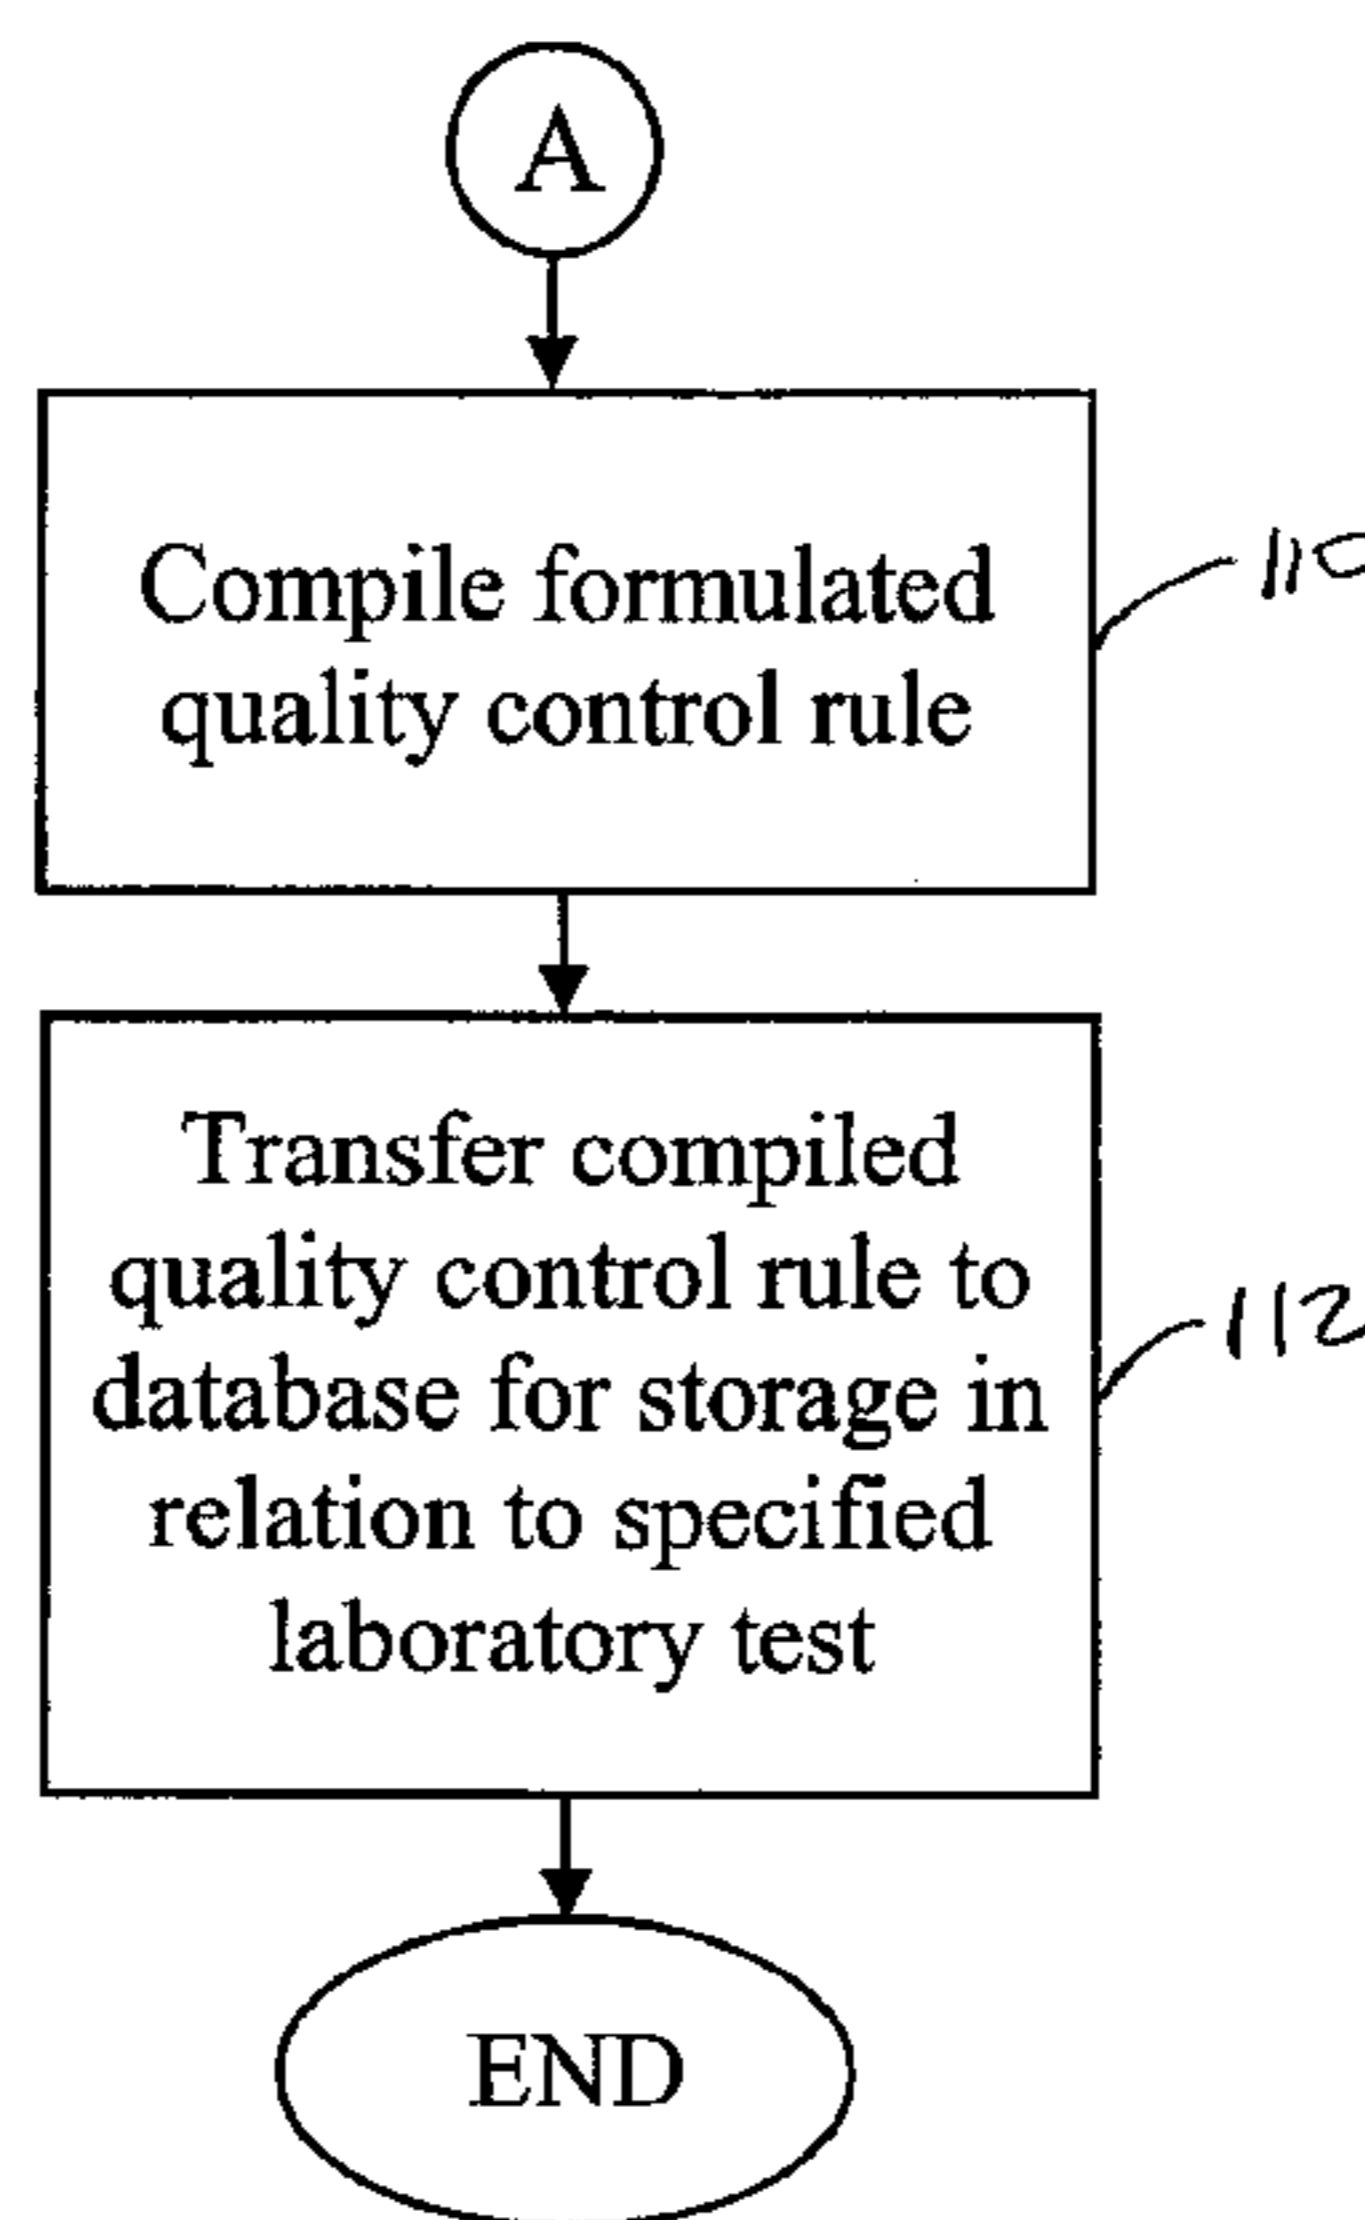 A
Compile formulated
quality control rule
110
Transfer compiled
quality control rule to
database for storage in
relation to specified
laboratory test
112
END